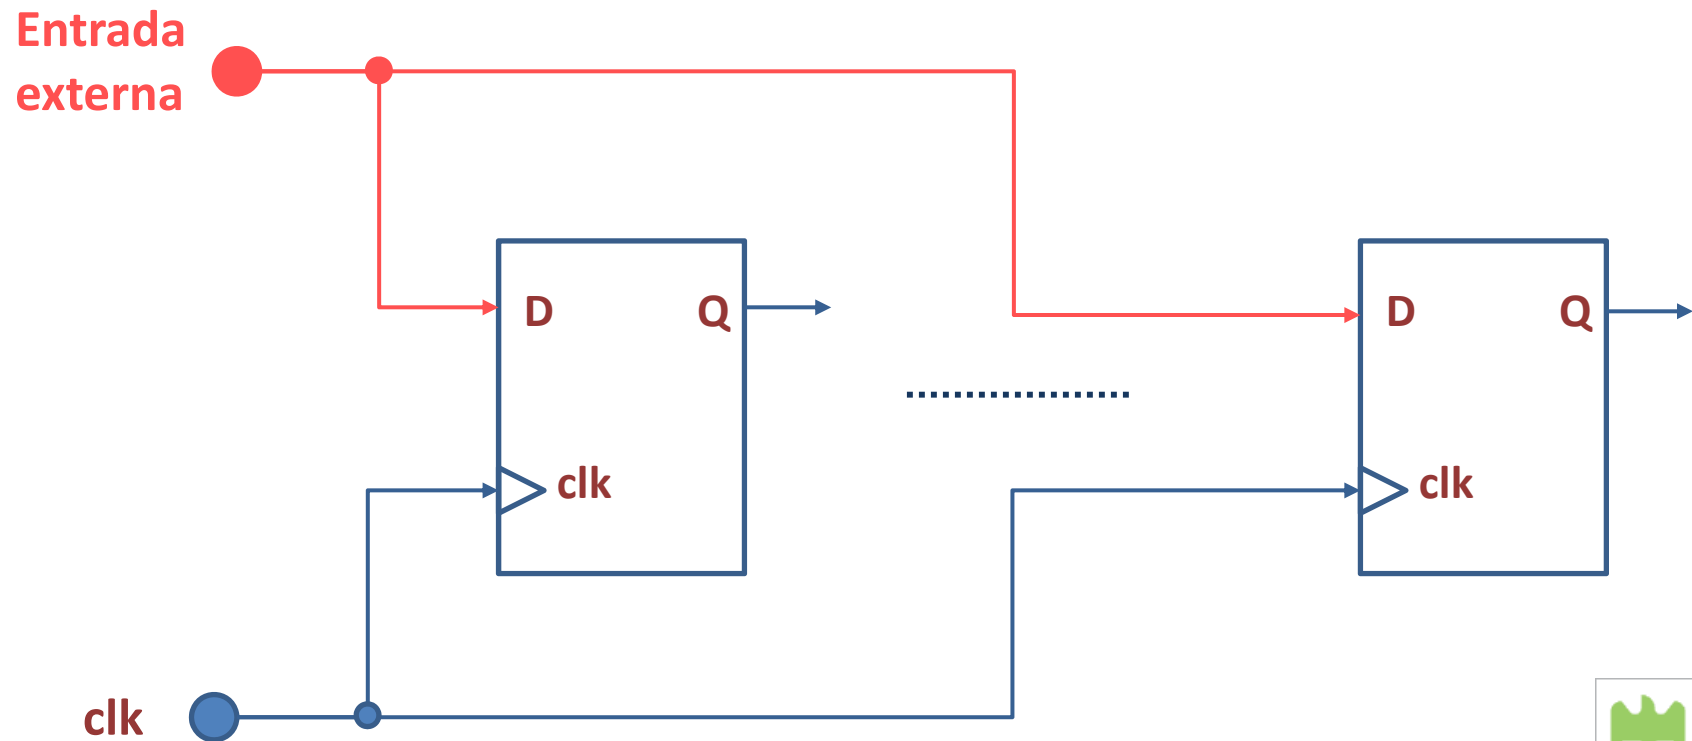 Entrada
externa
D Q
D Q
clk
clk
clk